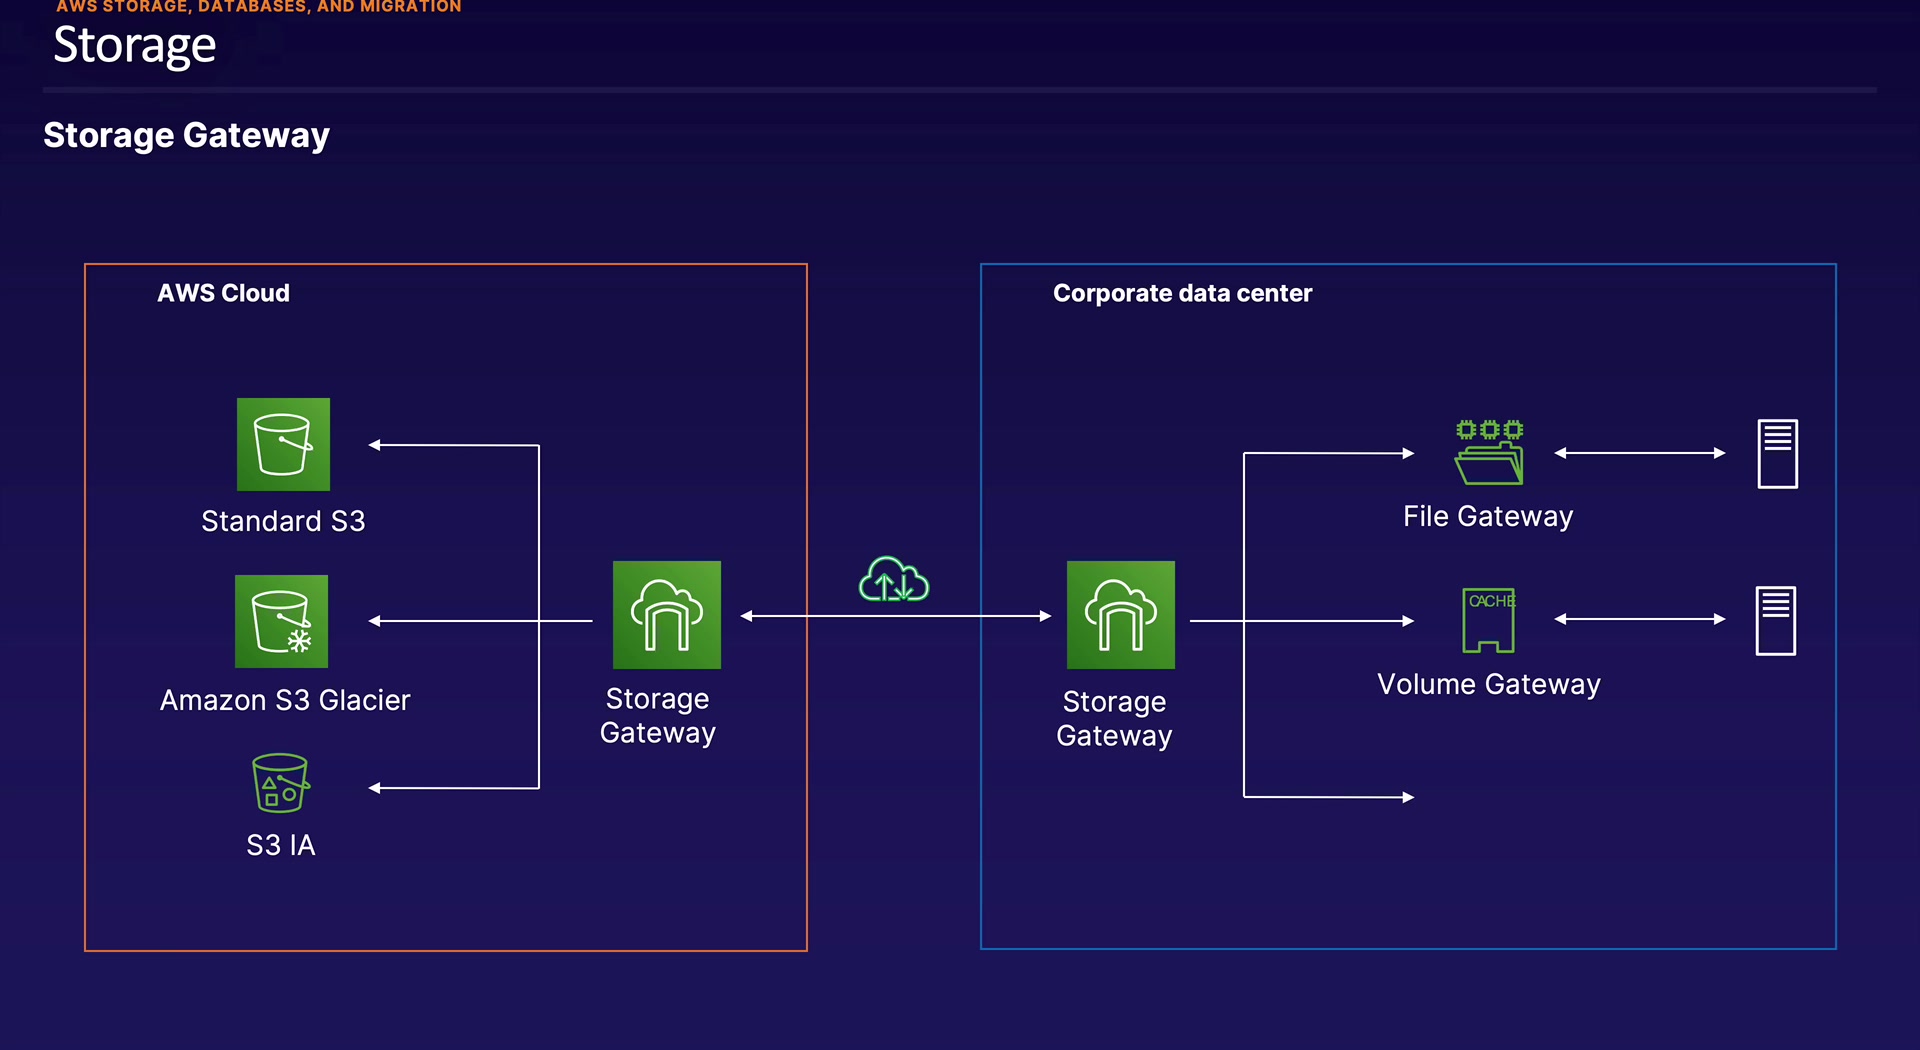 AWS STORAGE, DATABASES, AND MIGRATION
Storage
Storage Gateway
AWS Cloud
Standard S3
Amazon S3 Glacier
S3 IA
Storage
Gateway
Corporate data center
Storage
Gateway
File Gateway
CACHE
Volume Gateway